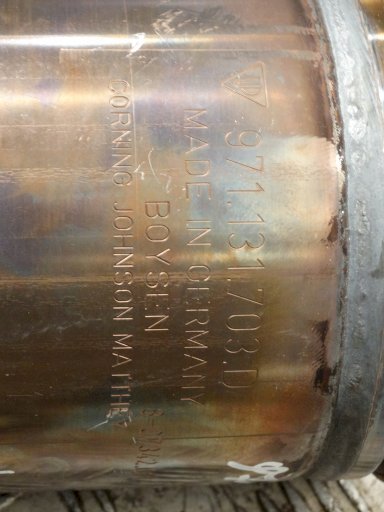 971.131.703.D
MADE IN GERMANY
BOYSEN
CORNING JOHNSON MATTHEY